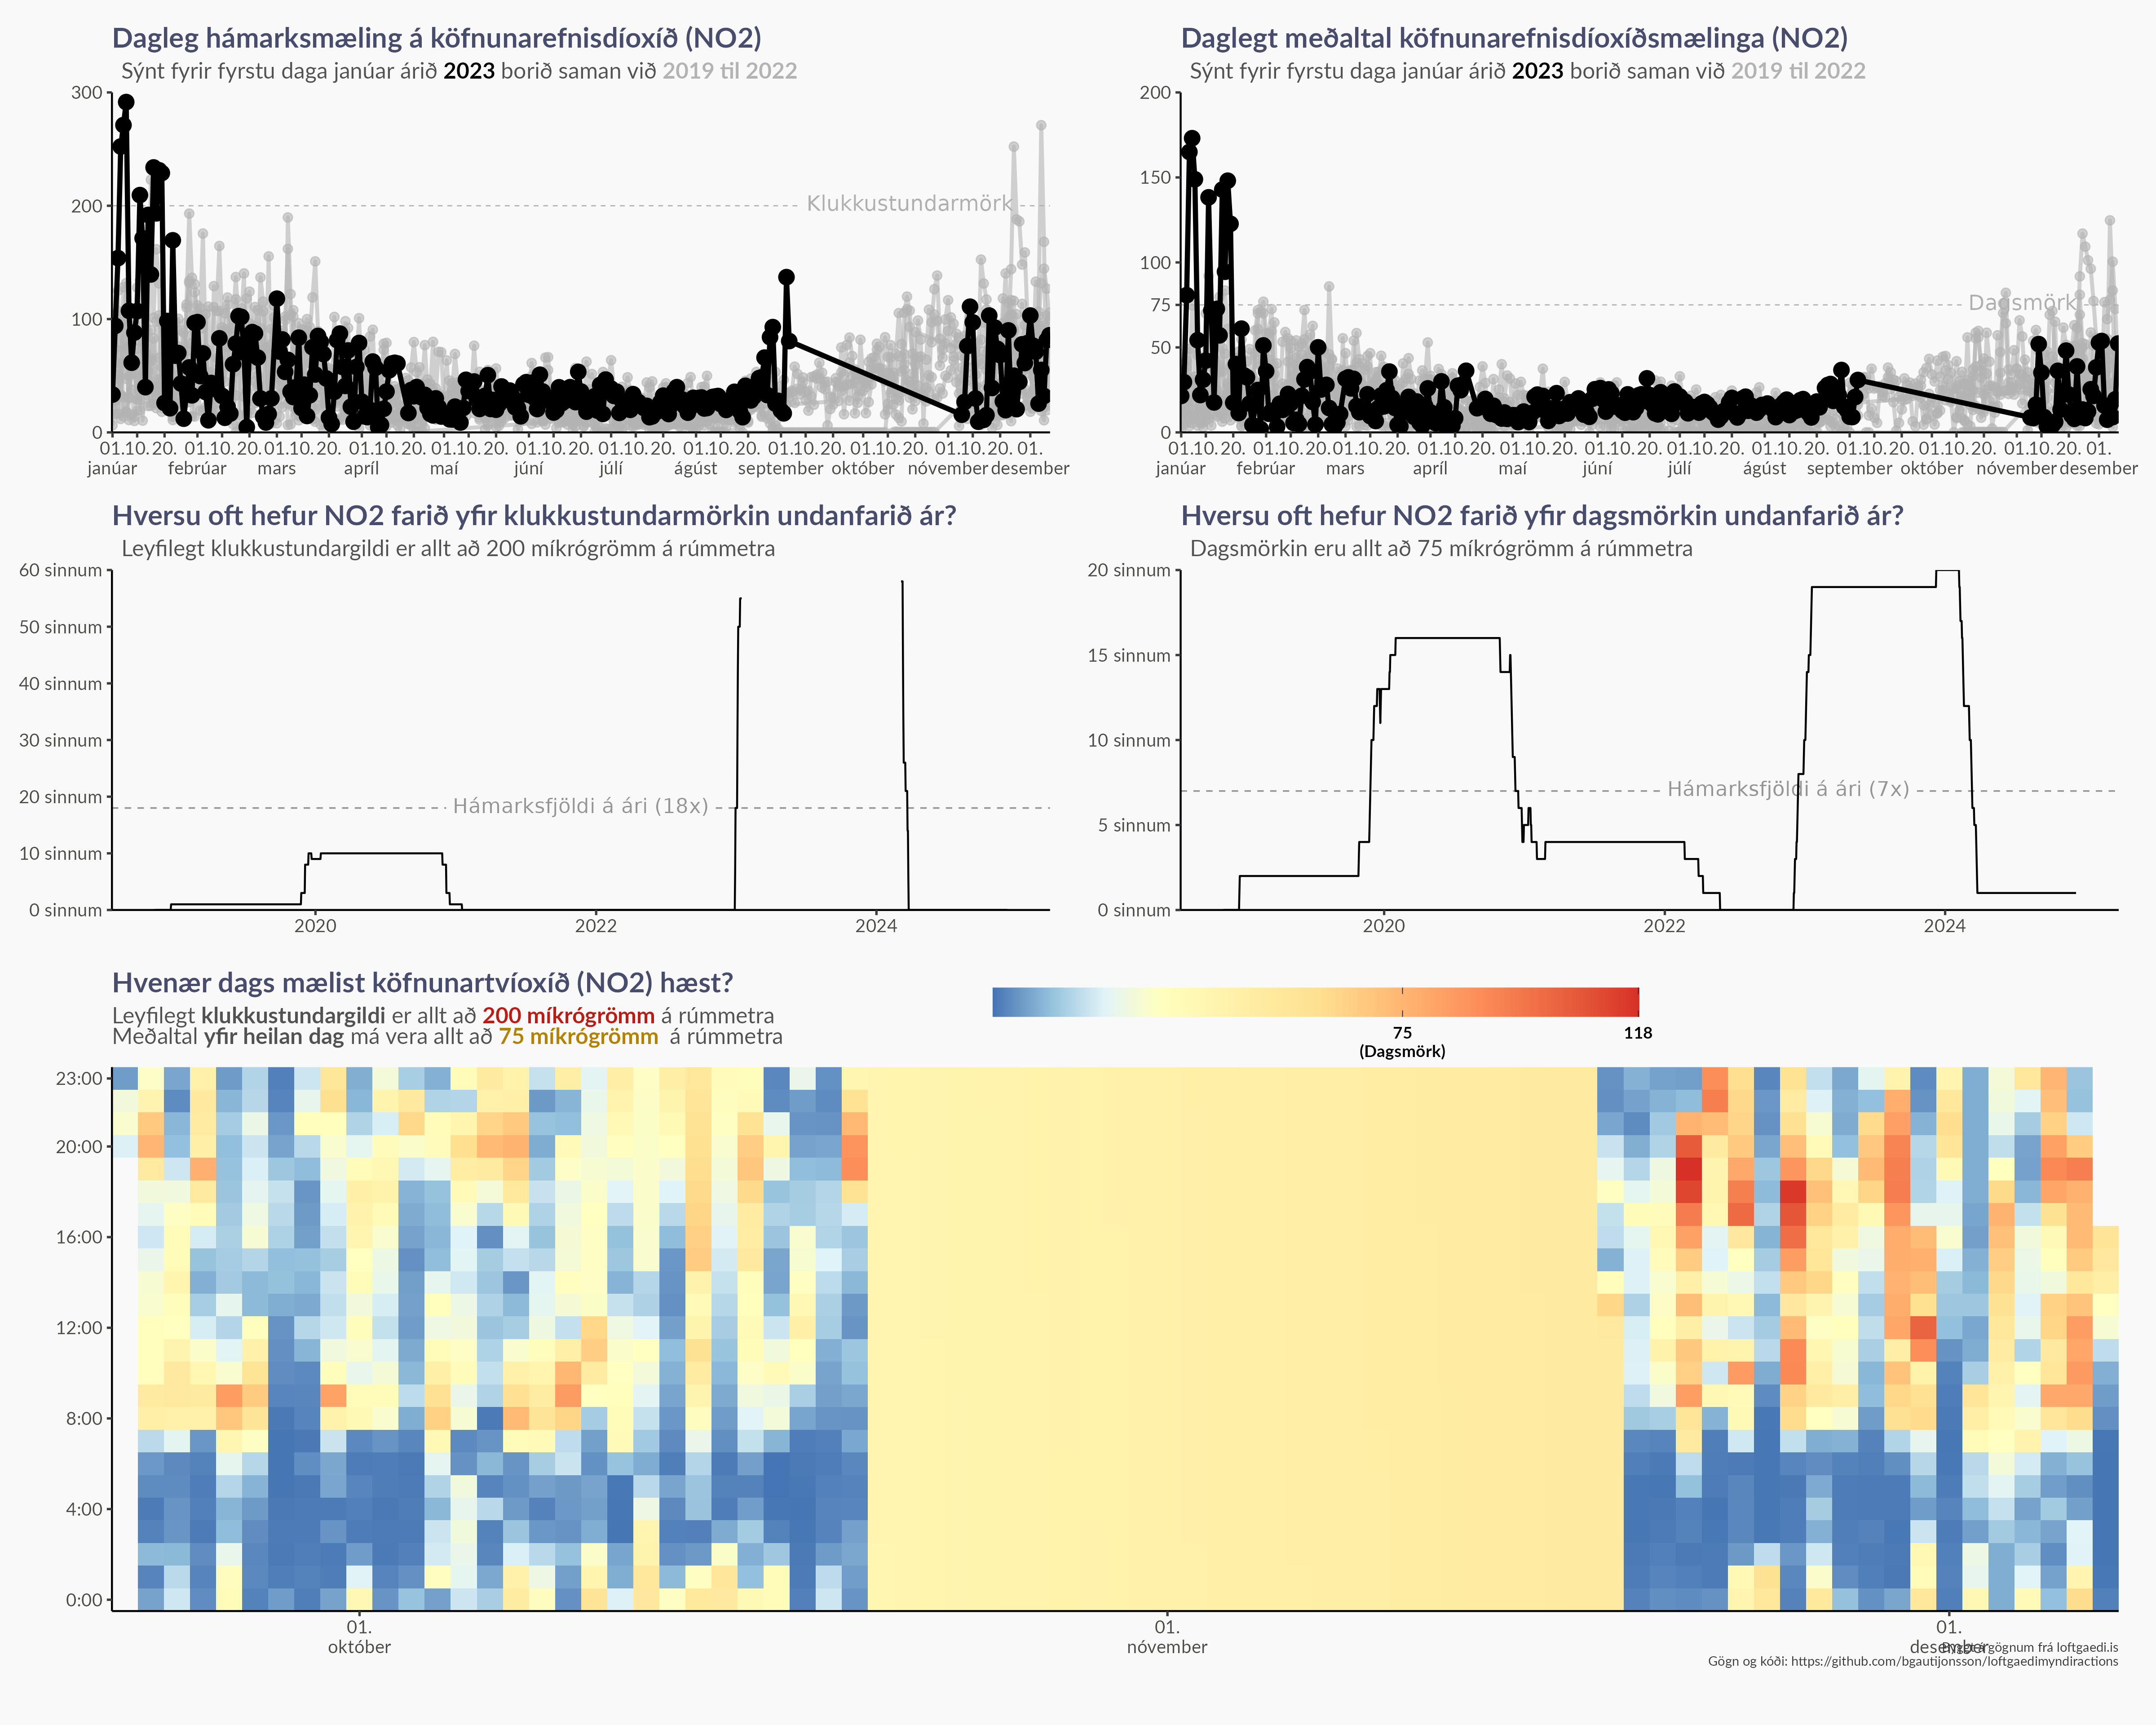 Dagleg hámarksmæling á köfnunarefnisdíoxíð (NO2)
Sýnt fyrir fyrstu daga janúar árið 2023 borið saman við 2019 til 2022
300
200
100
0
Klukkustundarmörk
01.10.20. 01.10.20. 01.10.20. 01.10.20. 01.10.20. 01.10.20. 01.10.20. 01.10.20. 01.10.20. 01.10.20. 01.10.20. 01.
janúar febrúar mars apríl maí júní júlí ágúst september október nóvember desember
Daglegt meðaltal köfnunarefnisdíoxíðsmælinga (NO2)
Sýnt fyrir fyrstu daga janúar árið 2023 borið saman við 2019 til 2022
200
150
100
75
50
0
Dagsmörk
01.10.20. 01.10.20. 01.10.20. 01.10.20. 01.10.20. 01.10.20. 01.10.20. 01.10.20. 01.10.20. 01.10.20. 01.10.20. 01.
janúar febrúar mars apríl maí júní júlí ágúst september október nóvember desember
Hversu oft hefur NO2 farið yfir klukkustundarmörkin undanfarið ár?
Leyfilegt klukkustundargildi er allt að 200 míkrógrömm á rúmmetra
60 sinnum
50 sinnum
40 sinnum
30 sinnum
20 sinnum
10 sinnum
0 sinnum
Hámarksfjöldi á ári (18x)
2020 2022 2024
Hversu oft hefur NO2 farið yfir dagsmörkin undanfarið ár?
Dagsmörkin eru allt að 75 míkrógrömm á rúmmetra
20 sinnum
15 sinnum
10 sinnum
5 sinnum
0 sinnum
Hámarksfjöldi á ári (7x)
2020 2022 2024
Hvenær dags mælist köfnunartvíoxíð (NO2) hæst?
Leyfilegt klukkustundargildi er allt að 200 míkrógrömm á rúmmetra
Meðaltal yfir heilan dag má vera allt að 75 míkrógrömm á rúmmetra
75 118
(Dagsmörk)
23:00
20:00
16:00
12:00
8:00
4:00
0:00
01. 01. 01.
október nóvember desember
Byggt á gögnum frá loftgaedi.is
Gögn og kóði: https://github.com/bgautijonsson/loftgaedimyndiractions